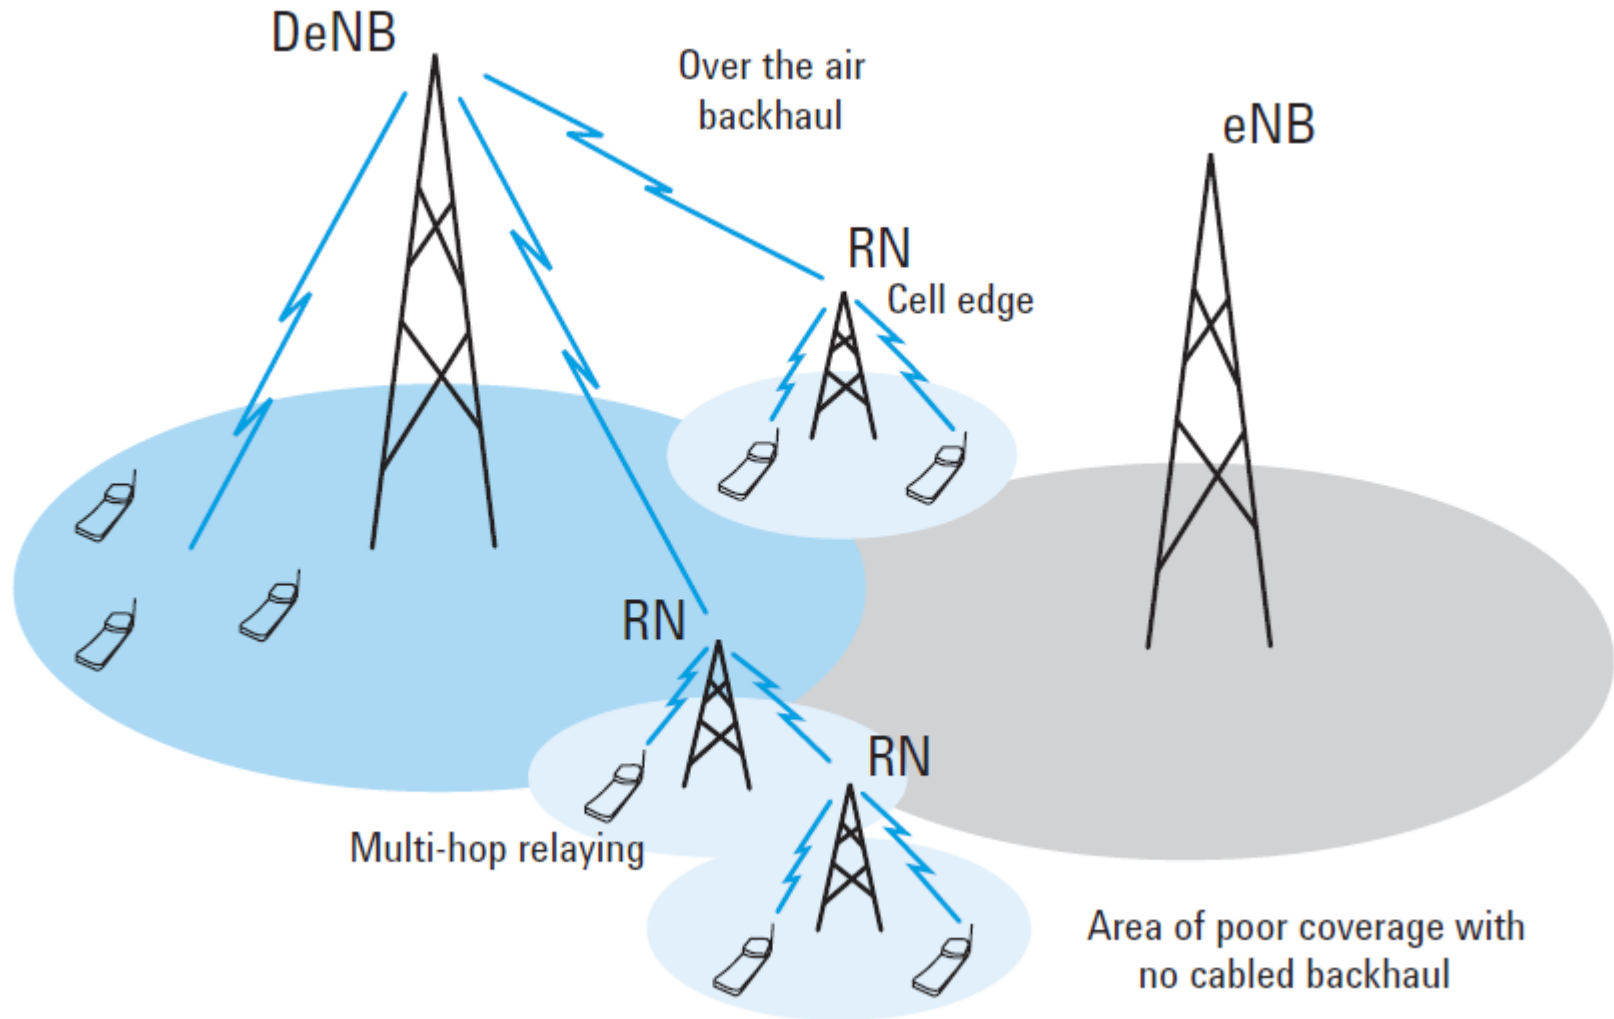 DeNB
Over the air
backhaul
eNB
RN
Cell edge
RN
RN
Multi-hop relaying
Area of poor coverage with
no cabled backhaul